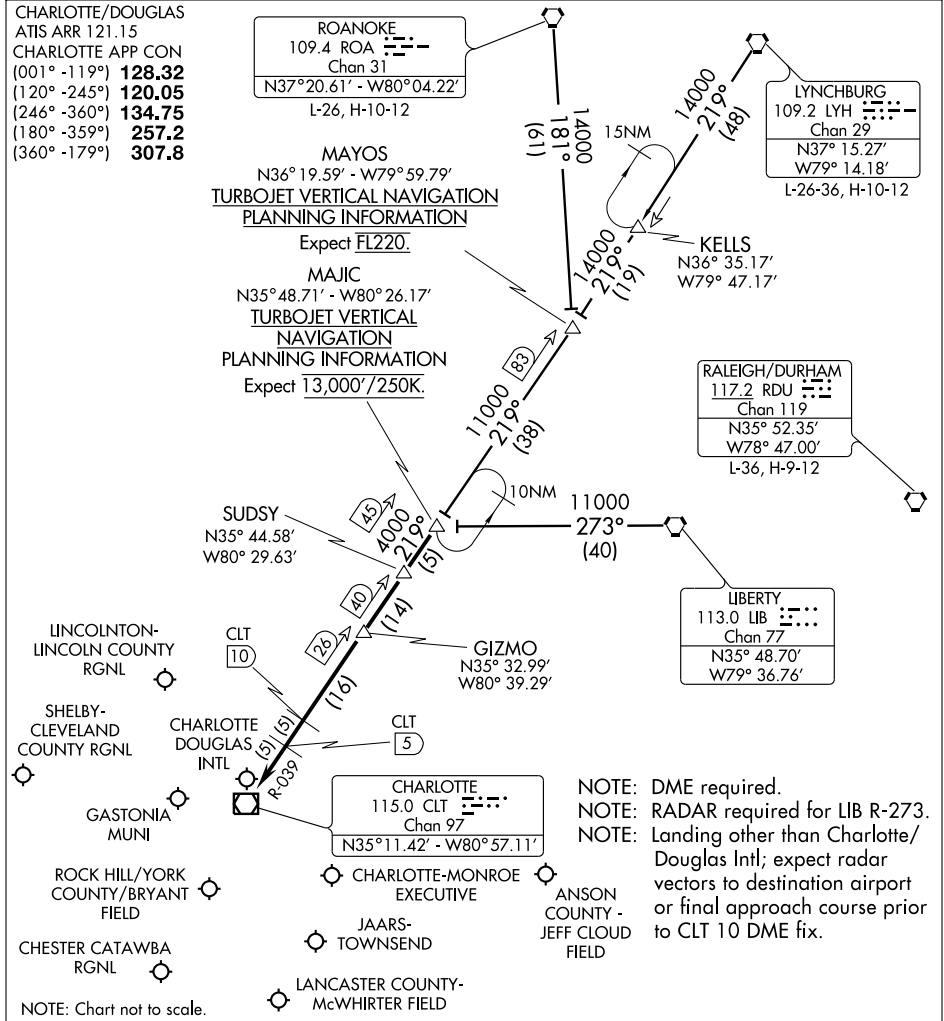 CHARLOTTE/DOUGLAS
ATIS ARR 121.15
CHARLOTTE APP CON
(001° -119°) 128.32
(120° -245°) 120.05
(246° -360°) 134.75
(180° -359°) 257.2
(360° -179°) 307.8
ROANOKE
109.4 ROA
Chan 31
N37°20.61' - W80°04.22'
L-26, H-10-12
LYNCHBURG
109.2 LYH
Chan 29
N37° 15.27'
W79° 14.18'
L-26-36, H-10-12
14000
181°
(61)
14000
219°
(48)
15NM
MAYOS
N36° 19.59' - W79°59.79'
TURBOJET VERTICAL NAVIGATION
PLANNING INFORMATION
Expect FL220.
KELLS
N36° 35.17'
W79° 47.17'
14000
219°
(19)
MAJIC
N35°48.71' - W80°26.17'
TURBOJET VERTICAL
NAVIGATION
PLANNING INFORMATION
Expect 13,000'/250K.
83
11000
219°
(38)
RALEIGH/DURHAM
117.2 RDU
Chan 119
N35° 52.35'
W78° 47.00'
L-36, H-9-12
10NM
11000
273°
(40)
SUDSY
N35° 44.58'
W80° 29.63'
45
4000
219°
(5)
LIBERTY
113.0 LIB
Chan 77
N35° 48.70'
W79° 36.76'
40
(14)
26
GIZMO
N35° 32.99'
W80° 39.29'
(16)
LINCOLNTON-
LINCOLN COUNTY
RGNL
CLT
10
SHELBY-
CLEVELAND
COUNTY RGNL
CHARLOTTE
DOUGLAS
INTL
(5)
(5)
CLT
5
R-039
GASTONIA
MUNI
CHARLOTTE
115.0 CLT
Chan 97
N35°11.42' - W80°57.11'
NOTE: DME required.
NOTE: RADAR required for LIB R-273.
NOTE: Landing other than Charlotte/
Douglas Intl; expect radar
vectors to destination airport
or final approach course prior
to CLT 10 DME fix.
ROCK HILL/YORK
COUNTY/BRYANT
FIELD
CHARLOTTE-MONROE
EXECUTIVE
ANSON
COUNTY -
JEFF CLOUD
FIELD
JAARS-
TOWNSEND
CHESTER CATAWBA
RGNL
LANCASTER COUNTY-
McWHIRTER FIELD
NOTE: Chart not to scale.